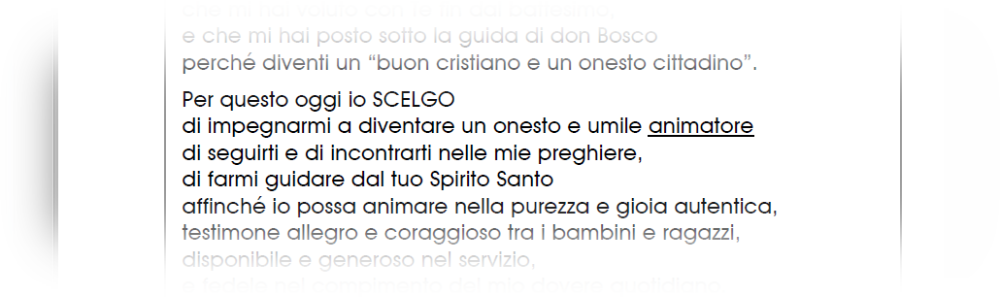 che mi hai voluto con te fin dal battesimo,
e che mi hai posto sotto la guida di don Bosco
perché diventi un “buon cristiano e un onesto cittadino”.
Per questo oggi io SCELGO
di impegnarmi a diventare un onesto e umile animatore
di seguirti e di incontrarti nelle mie preghiere,
di farmi guidare dal tuo Spirito Santo
affinché io possa animare nella purezza e gioia autentica,
testimone allegro e coraggioso tra i bambini e ragazzi,
disponibile e generoso nel servizio,
e fedele nel compimento del mio dovere quotidiano